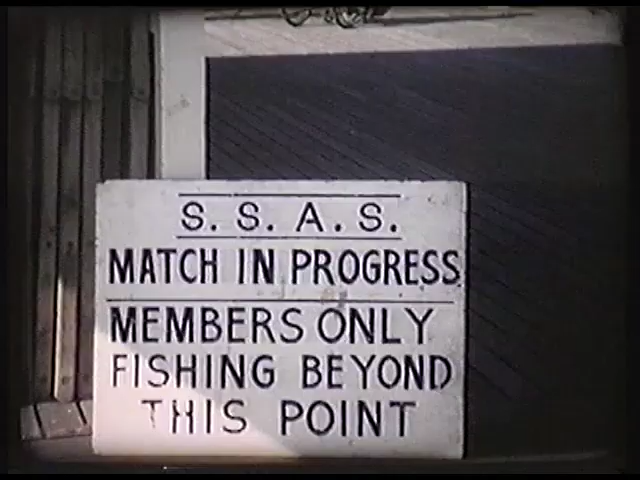 S. S. A. S.
MATCH IN PROGRESS
MEMBERS ONLY
FISHING BEYOND
THIS POINT